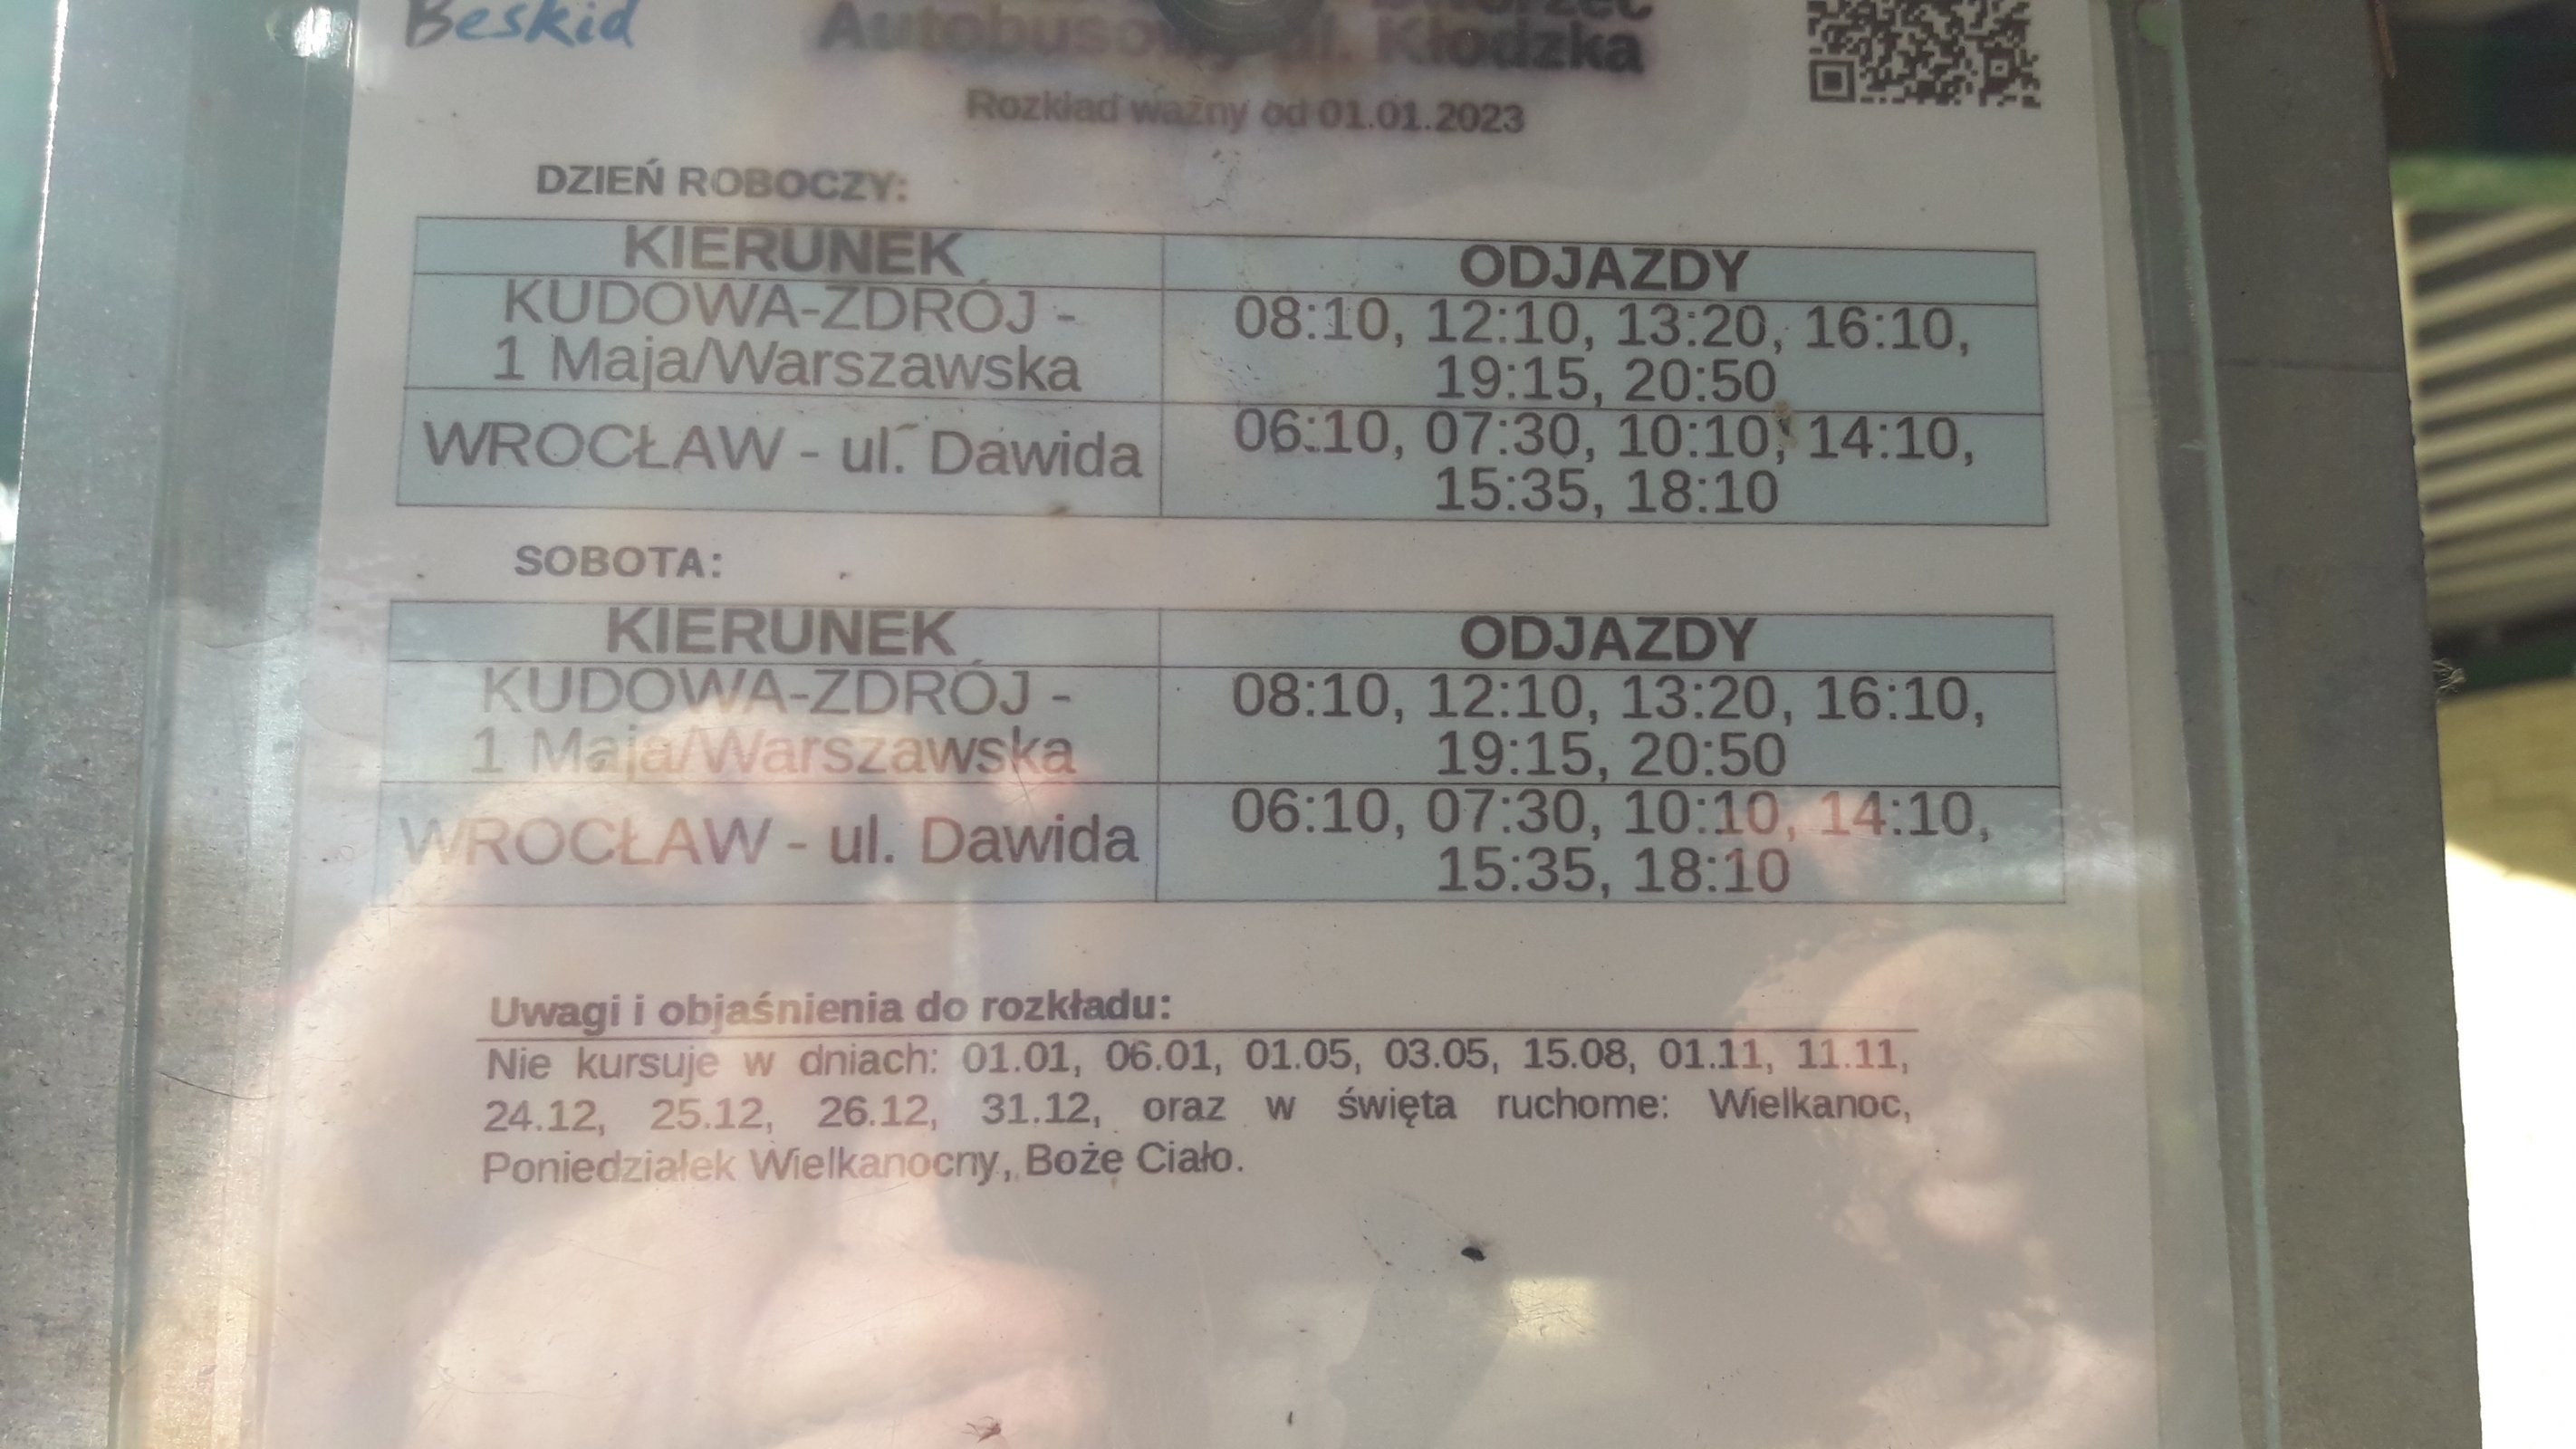 Beskid
Autobusowy ul. Kłodzka
Rozkład ważny od 01.01.2023
DZIEŃ ROBOCZY:
KIERUNEK ODJAZDY
KUDOWA-ZDRÓJ - 08:10, 12:10, 13:20, 16:10,
1 Maja/Warszawska 19:15, 20:50
WROCŁAW - ul. Dawida 06:10, 07:30, 10:10, 14:10,
15:35, 18:10
SOBOTA:
KIERUNEK ODJAZDY
KUDOWA-ZDRÓJ - 08:10, 12:10, 13:20, 16:10,
1 Maja/Warszawska 19:15, 20:50
WROCŁAW - ul. Dawida 06:10, 07:30, 10:10, 14:10,
15:35, 18:10
Uwagi i objaśnienia do rozkładu:
Nie kursuje w dniach: 01.01, 06.01, 01.05, 03.05, 15.08, 01.11, 11.11,
24.12, 25.12, 26.12, 31.12, oraz w święta ruchome: Wielkanoc,
Poniedziałek Wielkanocny, Boże Ciało.